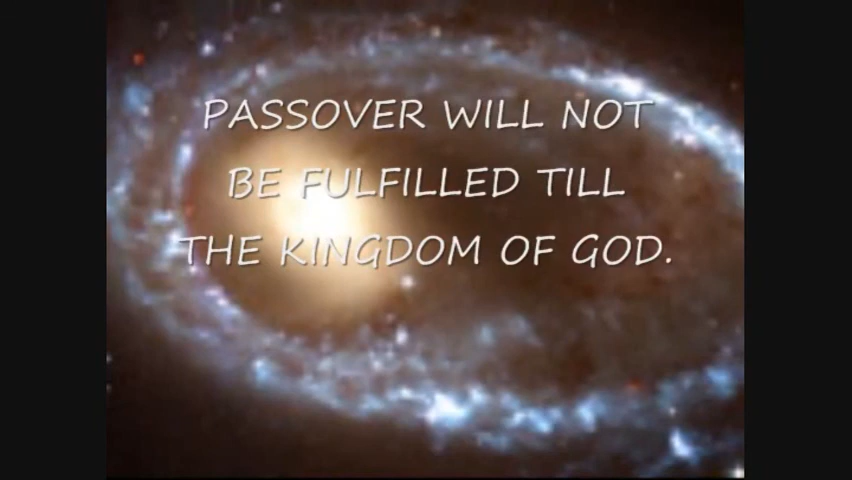 PASSOVER WILL NOT
BE FULFILLED TILL
THE KINGDOM OF GOD.